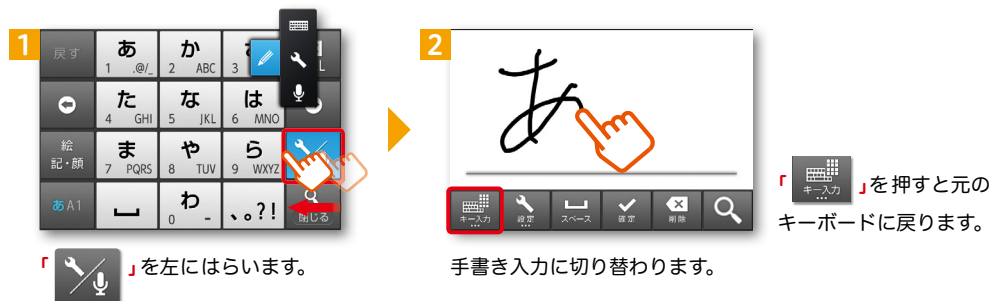 1
戻す
あ
1 .@/_
か
2 ABC
3
L
た
4 GHI
な
5 JKL
は
6 MNO
絵
記・顔
ま
7 PQRS
や
8 TUV
ら
9 WXYZ
あA1
わ
0 -
、。?!
閉じる
「 」を左にはらいます。
2
あ
キー入力
設定
スペース
確定
削除
手書き入力に切り替わります。
「 キー入力 」を押すと元の
キーボードに戻ります。